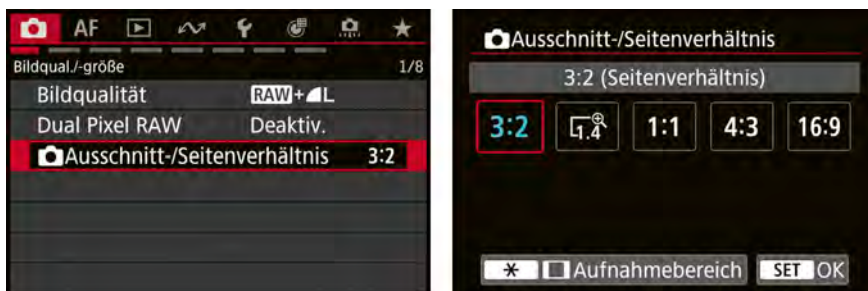 AF
Bildqual./-größe 1/8
Bildqualität RAW+L
Dual Pixel RAW Deaktiv.
Ausschnitt-/Seitenverhältnis 3:2
Ausschnitt-/Seitenverhältnis
3:2 (Seitenverhältnis)
3:2 1.4 1:1 4:3 16:9
Aufnahmebereich SET OK